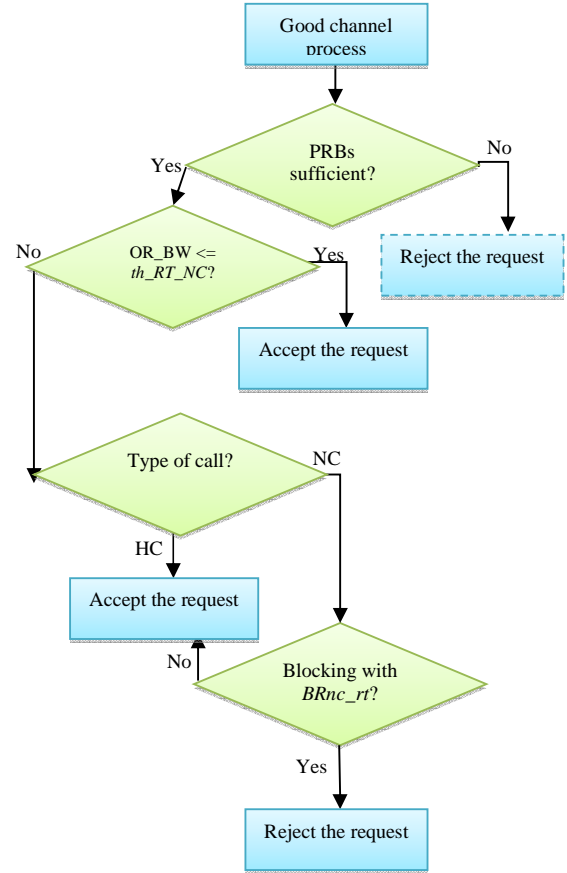 Good channel
process
PRBs
sufficient?
No
Yes
Reject the request
OR_BW <=
th_RT_NC?
No
Yes
Accept the request
Type of call?
NC
HC
Accept the request
No
Blocking with
BRnc_rt?
Yes
Reject the request